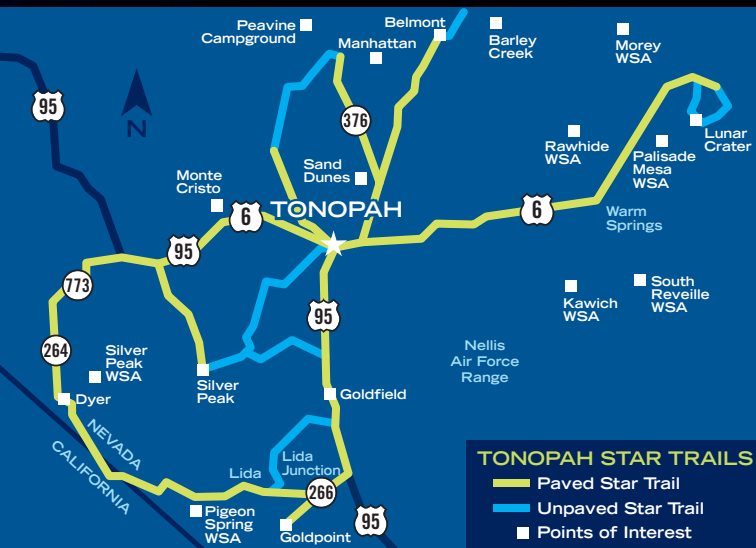 Peavine
Campground
Belmont
Manhattan
Barley
Creek
Morey
WSA
95
N
376
Lunar
Crater
Rawhide
WSA
Palisade
Mesa
WSA
Sand
Dunes
Monte
Cristo
TONOPAH
6
6
Warm
Springs
95
773
South
Reveille
WSA
Kawich
WSA
95
264
Silver
Peak
WSA
Silver
Peak
Nellis
Air Force
Range
Dyer
Goldfield
NEVADA
CALIFORNIA
Lida
Lida
Junction
266
Pigeon
Spring
WSA
Goldpoint
95
TONOPAH STAR TRAILS
Paved Star Trail
Unpaved Star Trail
Points of Interest